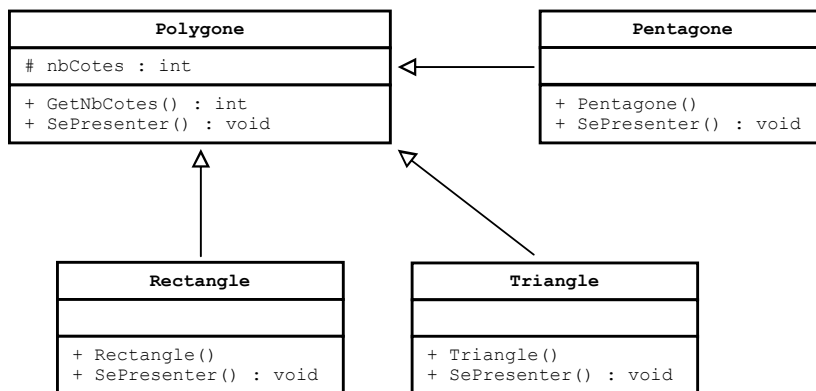 Polygone
# nbCotes : int
+ GetNbCotes() : int
+ SePresenter() : void
Pentagone
+ Pentagone()
+ SePresenter() : void
Rectangle
+ Rectangle()
+ SePresenter() : void
Triangle
+ Triangle()
+ SePresenter() : void